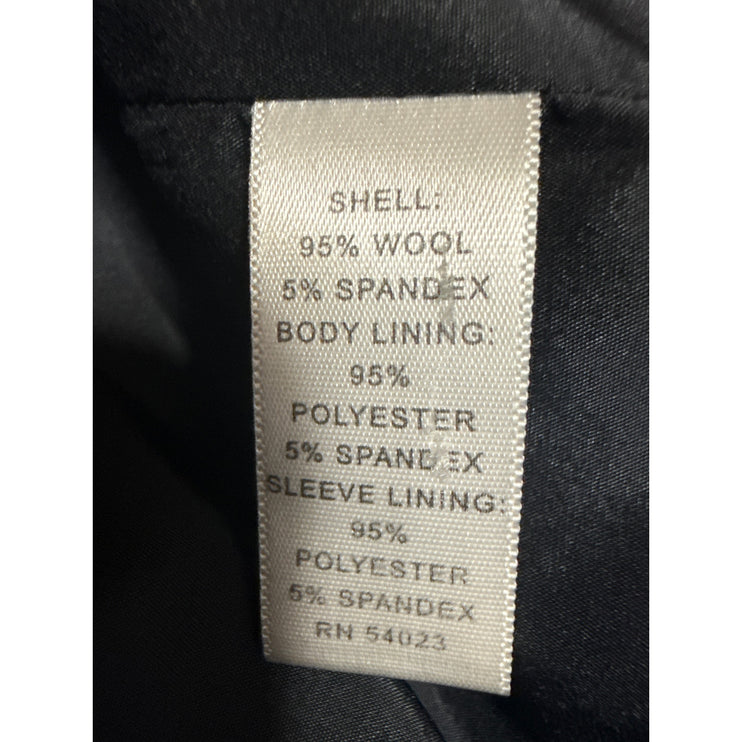 SHELL:
95% WOOL
5% SPANDEX
BODY LINING:
95%
POLYESTER
5% SPANDEX
SLEEVE LINING:
95%
POLYESTER
5% SPANDEX
RN 54023